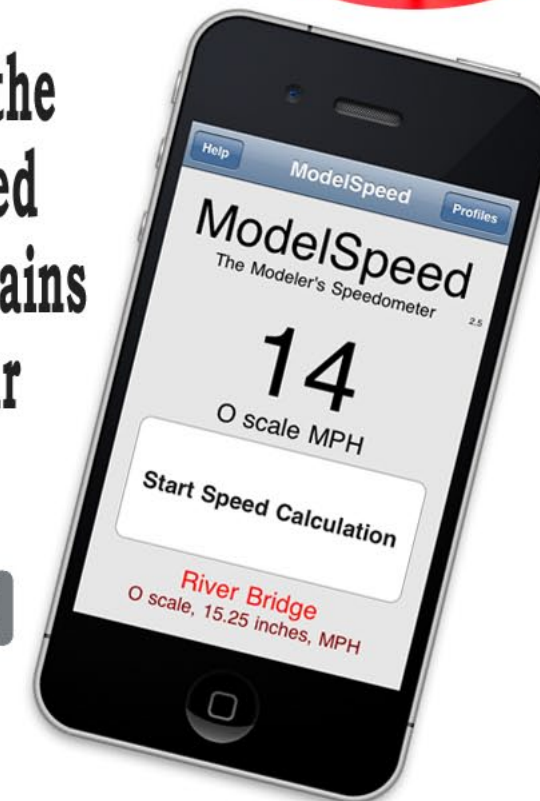 the
ed
ains
r
Help
ModelSpeed
Profiles
ModelSpeed
The Modeler's Speedometer
2.5
14
O scale MPH
Start Speed Calculation
River Bridge
O scale, 15.25 inches, MPH